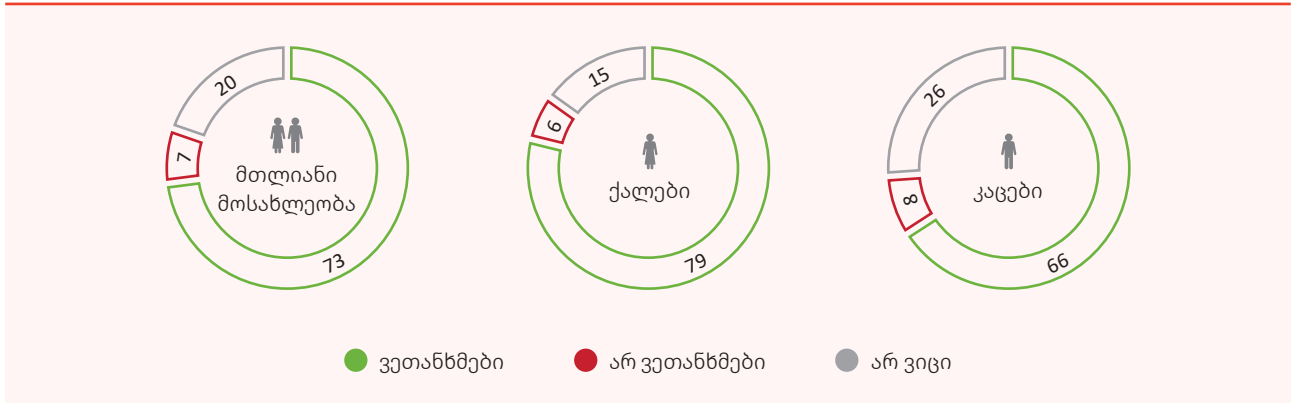 20
7
73
მთლიანი
მოსახლეობა
15
6
79
ქალები
26
8
66
კაცები
ვეთანხმები
არ ვეთანხმები
არ ვიცი